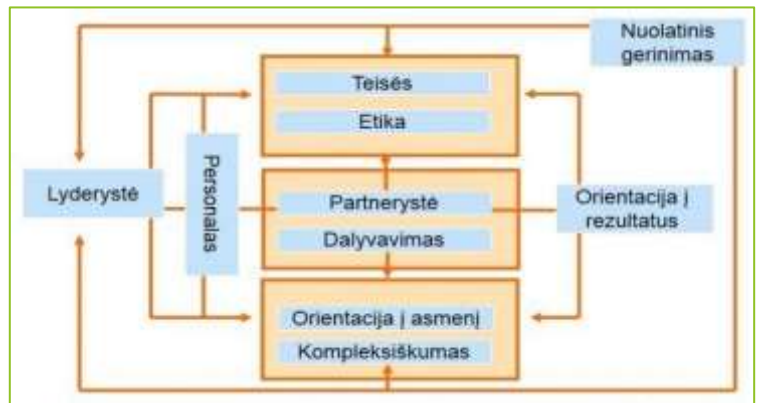 Nuolatinis
gerinimas
Teisės
Etika
Lyderystė
Personalas
Partnerystė
Dalyvavimas
Orientacija į
rezultatus
Orientacija į asmenį
Kompleksiškumas